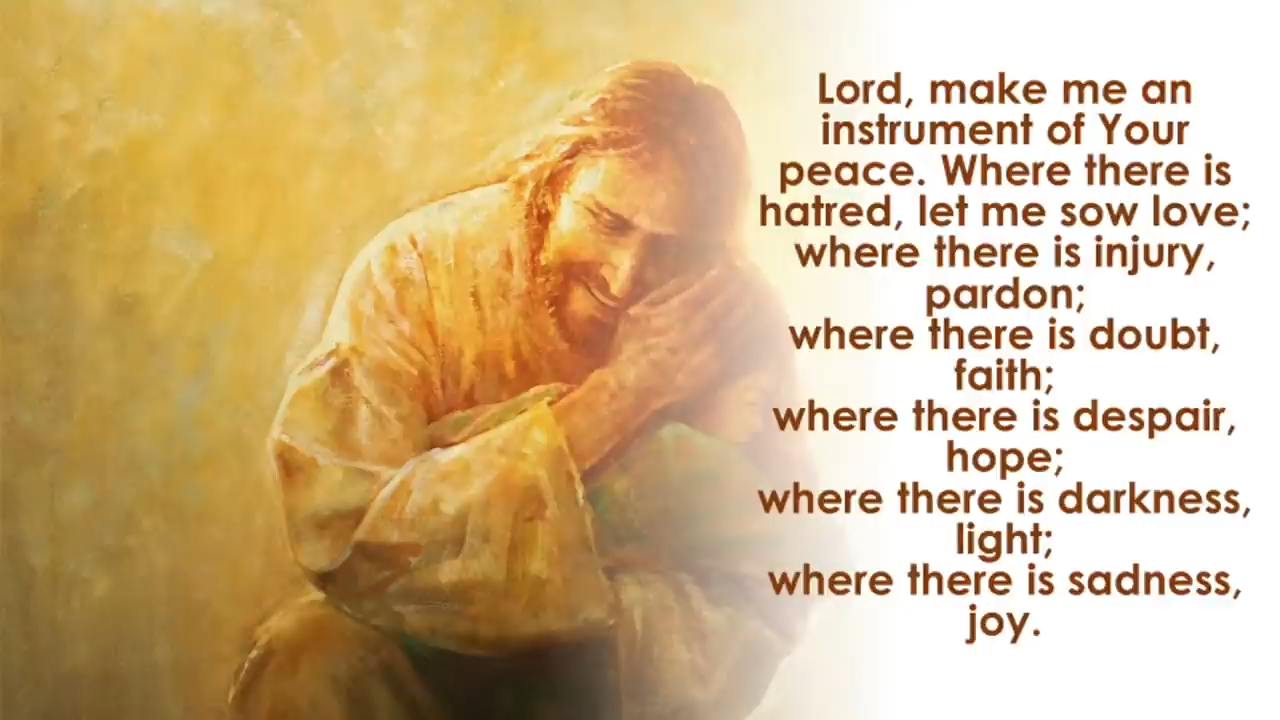 Lord, make me an
instrument of Your
peace. Where there is
hatred, let me sow love;
where there is injury,
pardon;
where there is doubt,
faith;
where there is despair,
hope;
where there is darkness,
light;
where there is sadness,
joy.